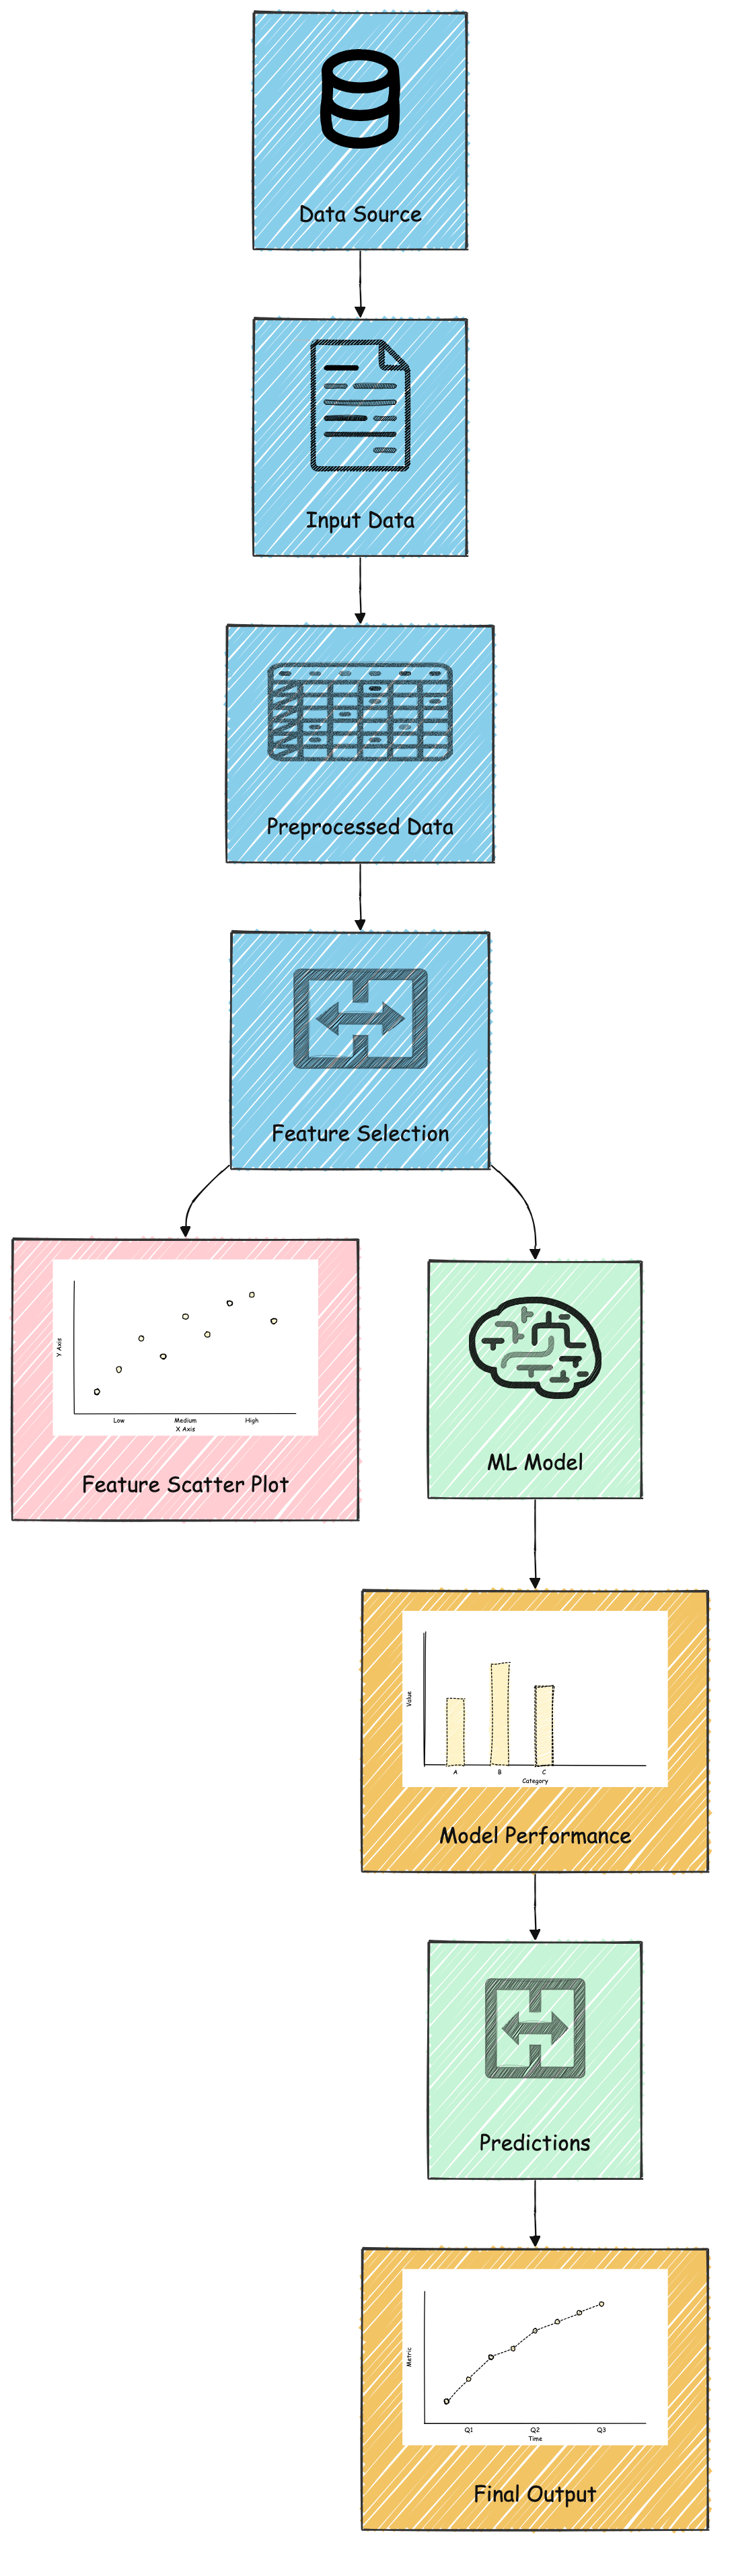 Data Source
Input Data
Preprocessed Data
Feature Selection
Y Axis
Low Medium High
X Axis
Feature Scatter Plot
ML Model
Value
A B C
Category
Model Performance
Predictions
Metric
Q1 Q2 Q3
Time
Final Output